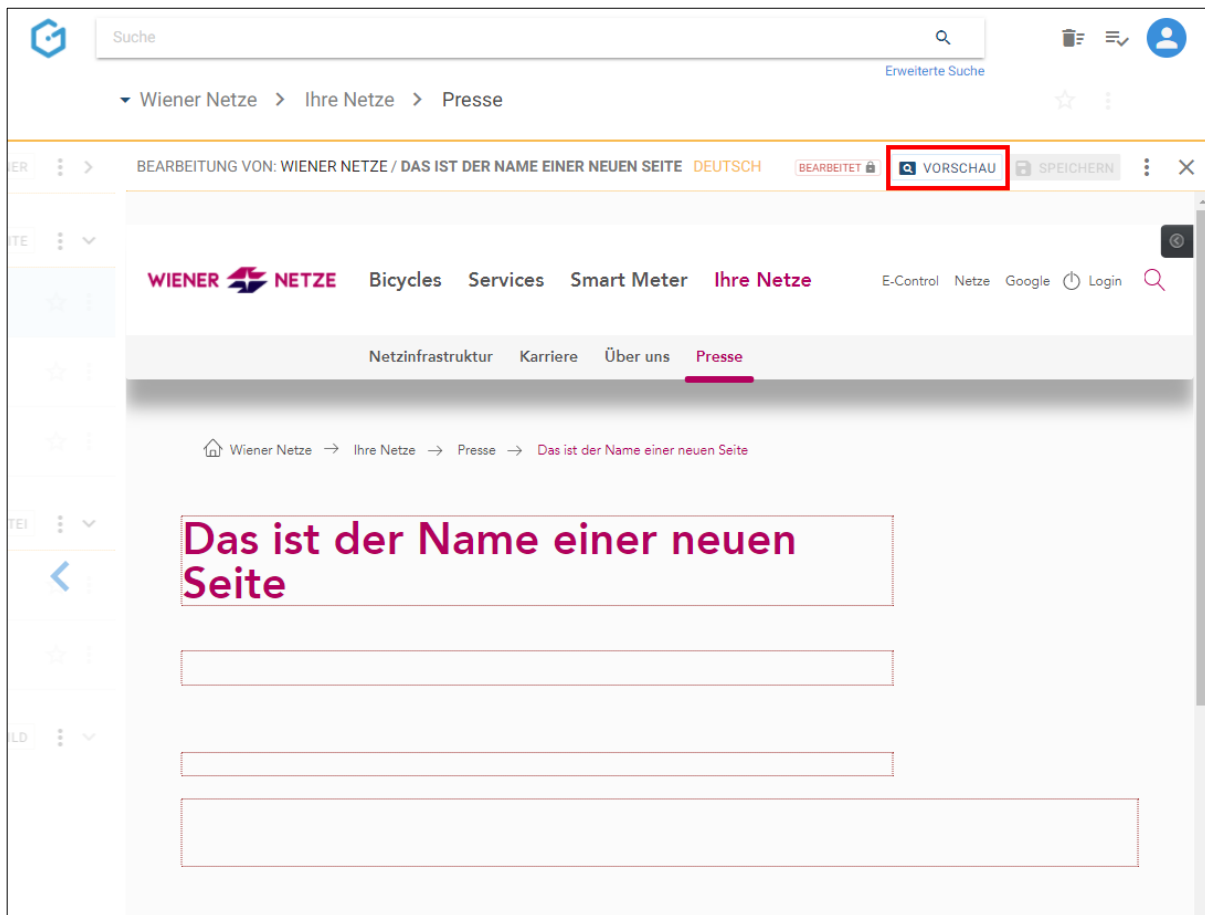 Suche
Erweiterte Suche
Wiener Netze > Ihre Netze > Presse
BEARBEITUNG VON: WIENER NETZE / DAS IST DER NAME EINER NEUEN SEITE DEUTSCH BEARBEITET VORSCHAU SPEICHERN
WIENER NETZE Bicycles Services Smart Meter Ihre Netze E-Control Netze Google Login
Netzinfrastruktur Karriere Über uns Presse
Wiener Netze → Ihre Netze → Presse → Das ist der Name einer neuen Seite
Das ist der Name einer neuen
Seite